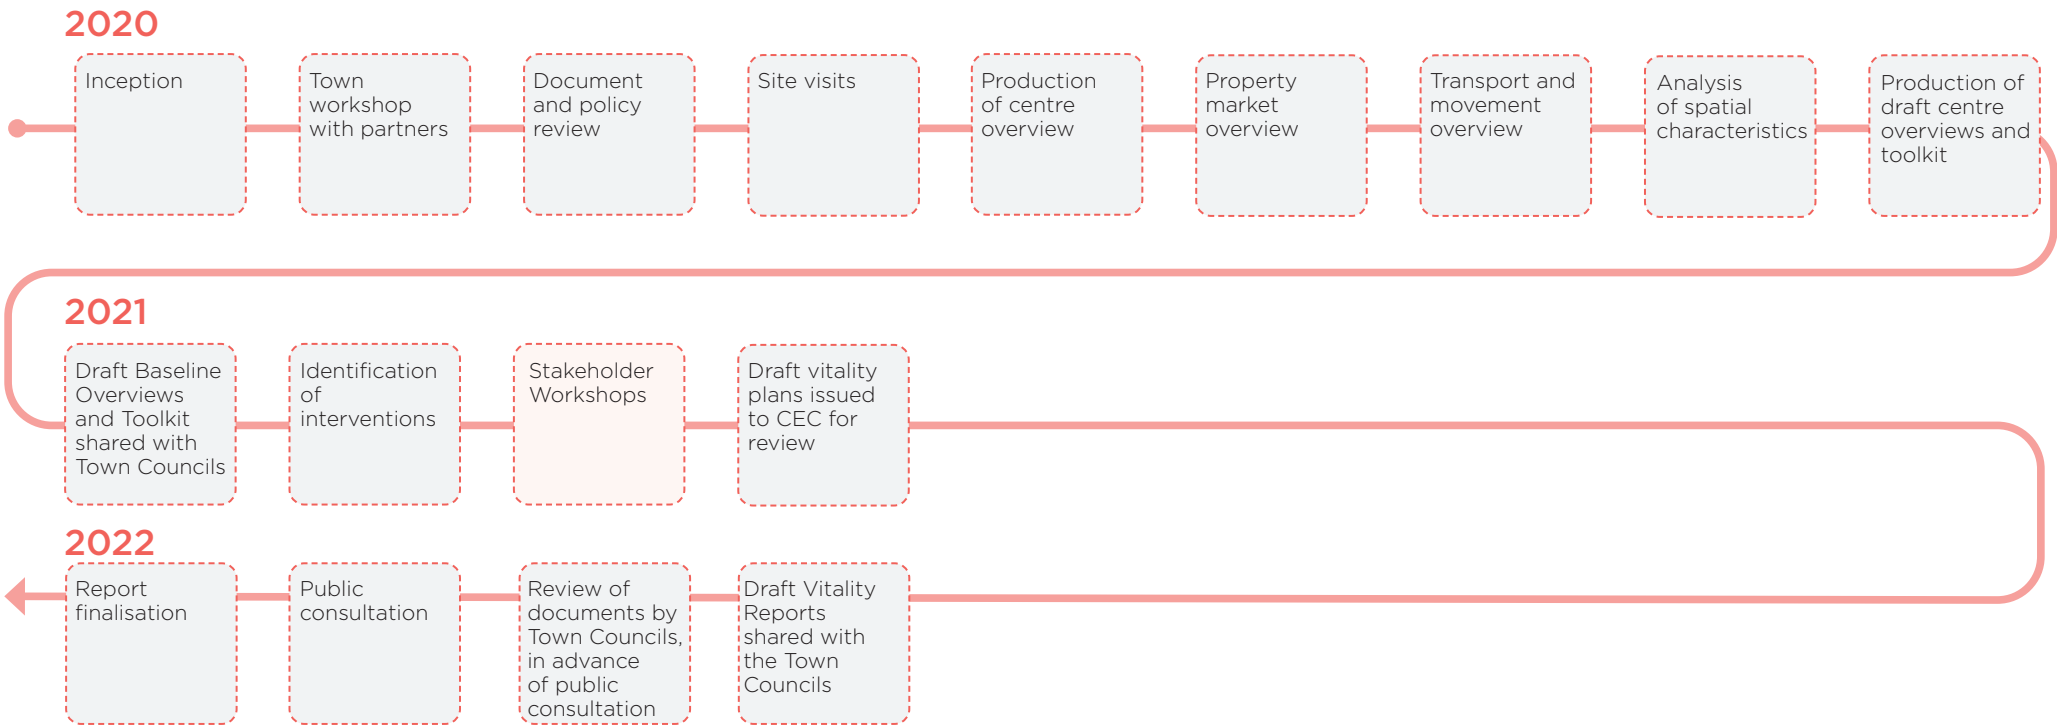 2020
Inception
Town
workshop
with partners
Document
and policy
review
Site visits
Production
of centre
overview
Property
market
overview
Transport and
movement
overview
Analysis
of spatial
characteristics
Production of
draft centre
overviews and
toolkit
2021
Draft Baseline
Overviews
and Toolkit
shared with
Town Councils
Identification
of
interventions
Stakeholder
Workshops
Draft vitality
plans issued
to CEC for
review
2022
Report
finalisation
Public
consultation
Review of
documents by
Town Councils,
in advance
of public
consultation
Draft Vitality
Reports
shared with
the Town
Councils